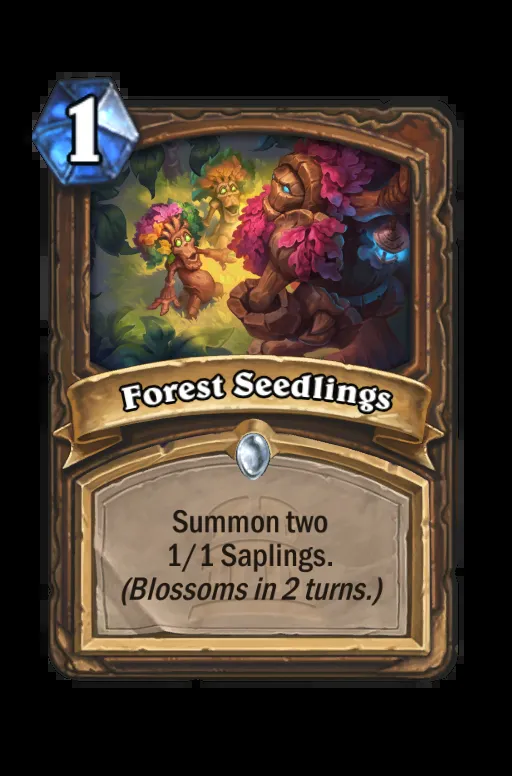 1
Forest Seedlings
Summon two
1/1 Saplings.
(Blossoms in 2 turns.)